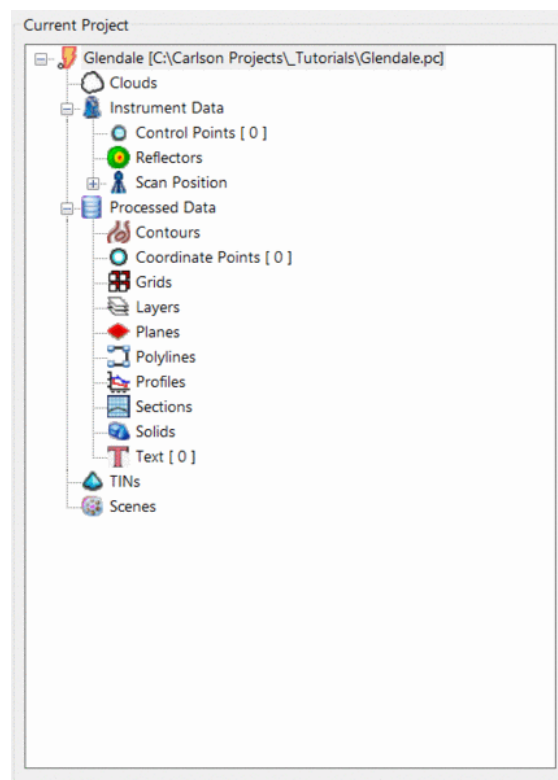 Current Project
Glendale [C:\Carlson Projects\_Tutorials\Glendale.pc]
Clouds
Instrument Data
Control Points [ 0 ]
Reflectors
Scan Position
Processed Data
Contours
Coordinate Points [ 0 ]
Grids
Layers
Planes
Polylines
Profiles
Sections
Solids
Text [ 0 ]
TINs
Scenes